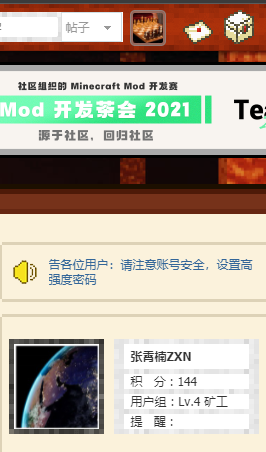 帖子
社区组织的 Minecraft Mod 开发赛
Mod 开发茶会 2021
Te
源于社区，回归社区
告各位用户：请注意账号安全，设置高
强度密码
张青楠ZXN
积　分：144
用户组：Lv.4 矿工
提　醒：